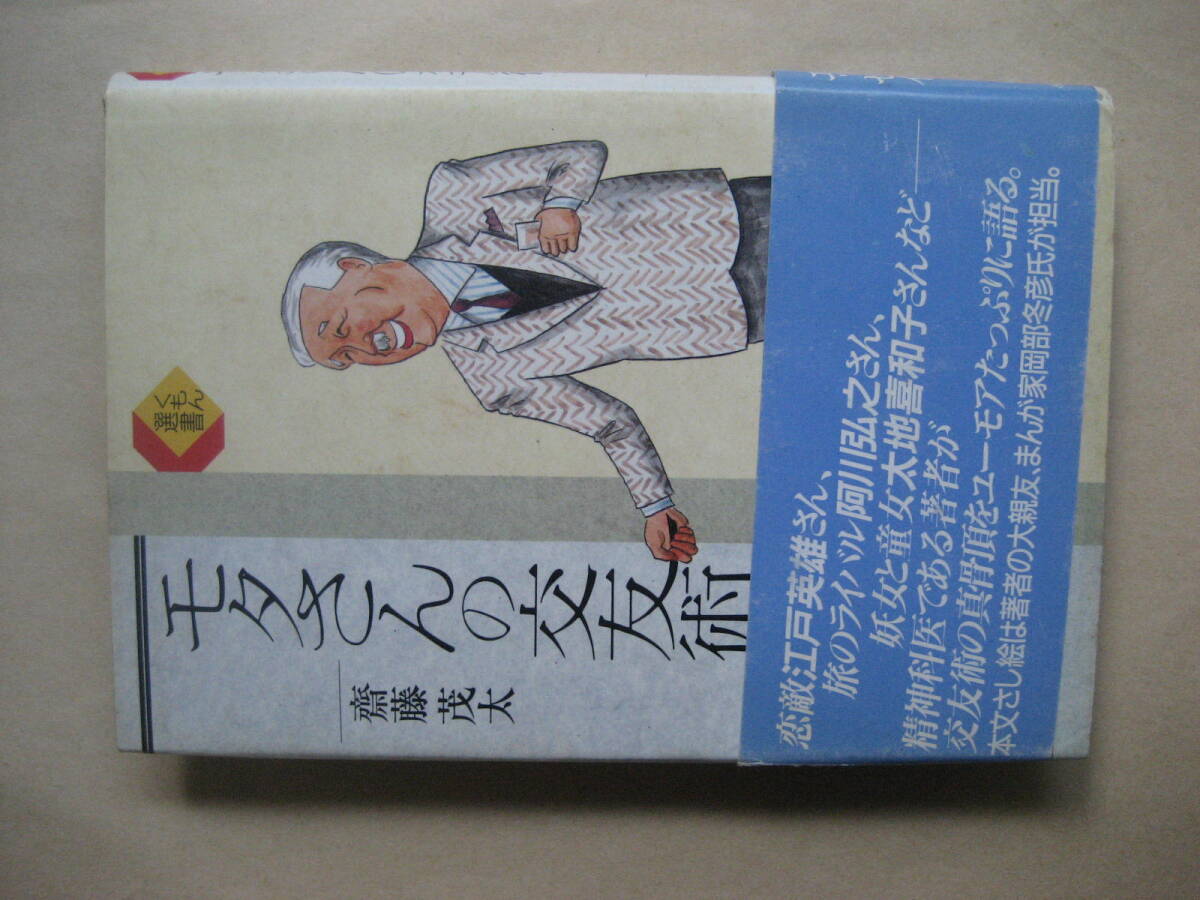 くもん
選書
モタさんの交友術
齋藤茂太
恋敵江戸英雄さん、
旅のライバル阿川弘之さん、
妖女と童女太地喜和子さんなど――
精神科医である著者が
交友術の真骨頂をユーモアたっぷりに語る。
本文さし絵は著者の大親友、まんが家岡部冬彦氏が担当。